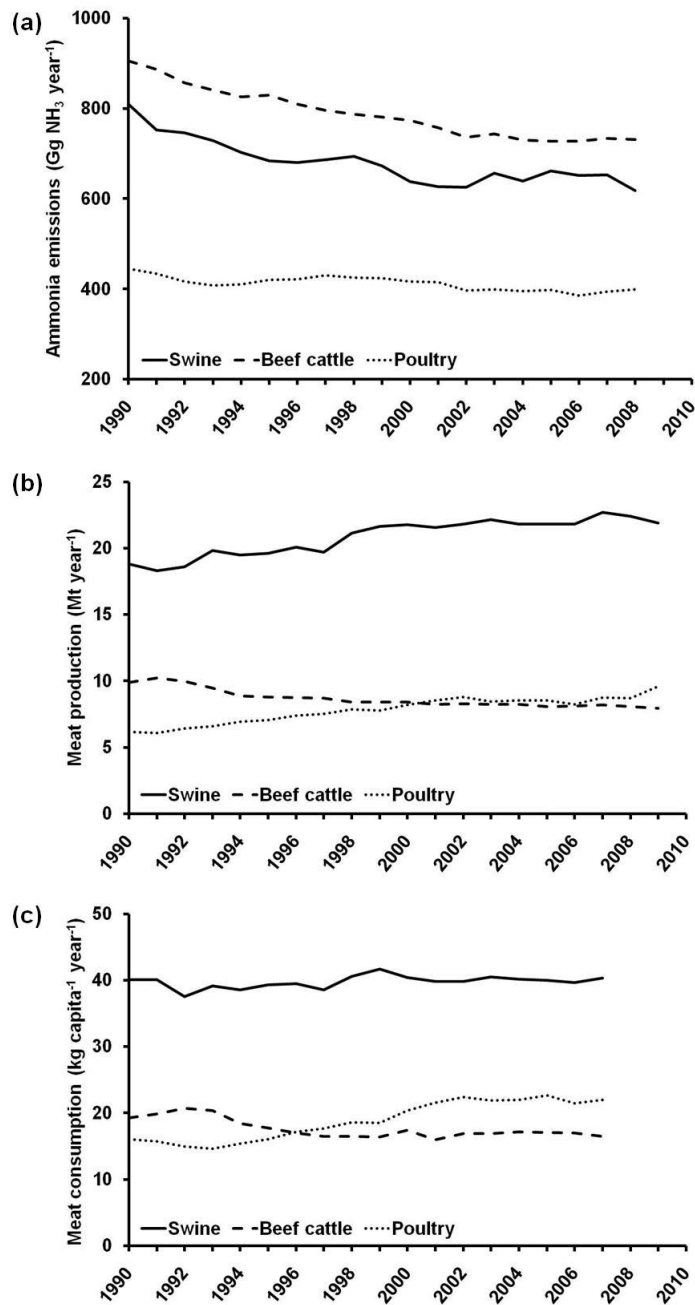 (a)
Ammonia emissions (Gg NH₃ year⁻¹)
1000
800
600
400
200
Swine Beef cattle Poultry
1990 1992 1994 1996 1998 2000 2002 2004 2006 2008 2010
(b)
Meat production (Mt year⁻¹)
25
20
15
10
5
0
Swine Beef cattle Poultry
1990 1992 1994 1996 1998 2000 2002 2004 2006 2008 2010
(c)
Meat consumption (kg capita⁻¹ year⁻¹)
50
40
30
20
10
0
Swine Beef cattle Poultry
1990 1992 1994 1996 1998 2000 2002 2004 2006 2008 2010